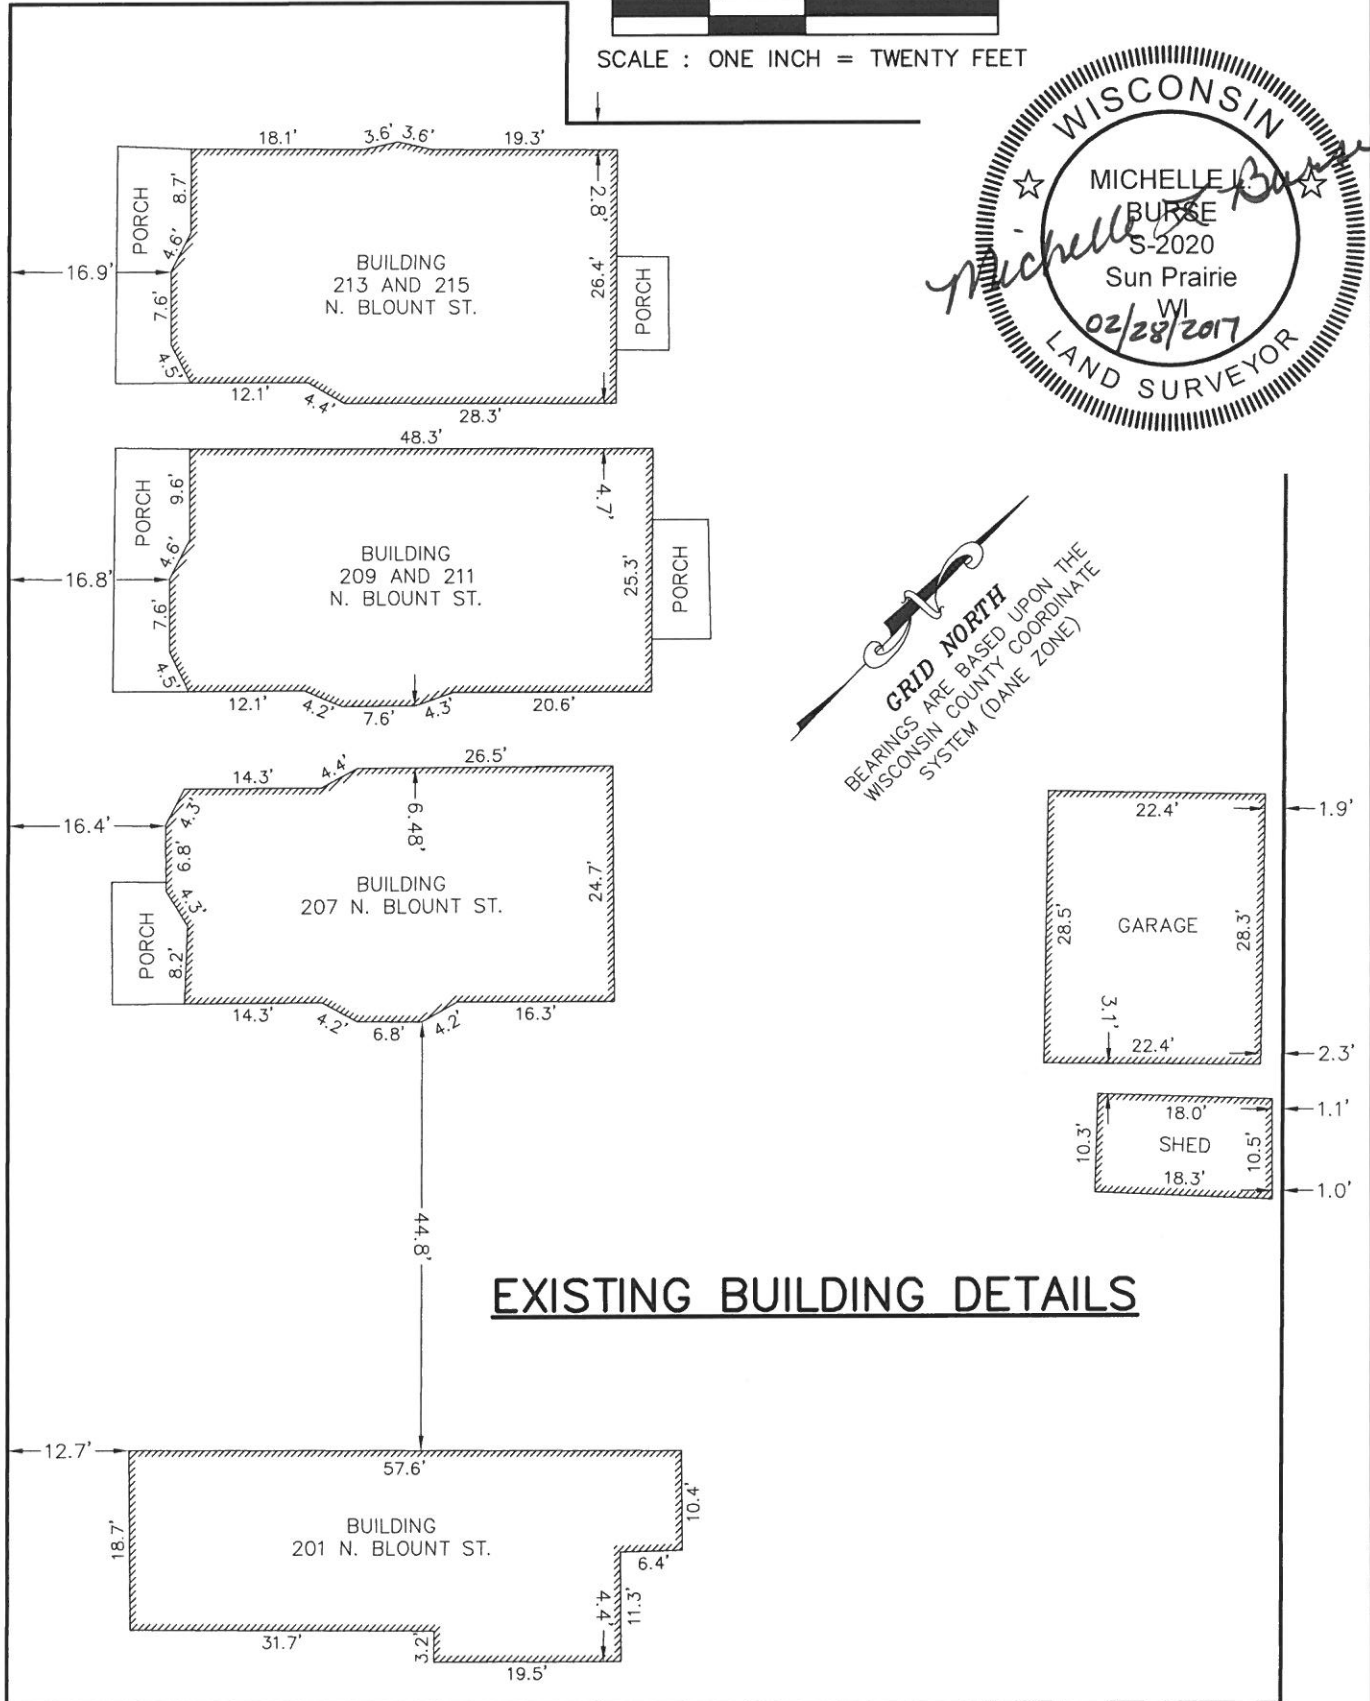 SCALE : ONE INCH = TWENTY FEET
WISCONSIN
MICHELLE L.
BURSE
S-2020
Sun Prairie
WI
02/28/2017
LAND SURVEYOR
Michelle L Burse
18.1'
3.6'
3.6'
19.3'
2.8'
PORCH
8.7'
4.6'
16.9'
7.6'
4.5'
BUILDING
213 AND 215
N. BLOUNT ST.
26.4'
PORCH
12.1'
4.4'
28.3'
48.3'
PORCH
9.6'
4.6'
16.8'
7.6'
4.5'
BUILDING
209 AND 211
N. BLOUNT ST.
4.7'
25.3'
PORCH
12.1'
4.2'
7.6'
4.3'
20.6'
GRID NORTH
BEARINGS ARE BASED UPON THE
WISCONSIN COUNTY COORDINATE
SYSTEM (DANE ZONE)
N
14.3'
4.4'
26.5'
4.3'
16.4'
6.8'
4.3'
PORCH
8.2'
6.48'
BUILDING
207 N. BLOUNT ST.
24.7'
14.3'
4.2'
6.8'
4.2'
16.3'
22.4'
1.9'
28.5'
GARAGE
28.3'
3.1'
22.4'
2.3'
18.0'
1.1'
10.3'
SHED
10.5'
18.3'
1.0'
44.8'
EXISTING BUILDING DETAILS
12.7'
57.6'
18.7'
BUILDING
201 N. BLOUNT ST.
10.4'
6.4'
11.3'
4.4'
31.7'
3.2'
19.5'